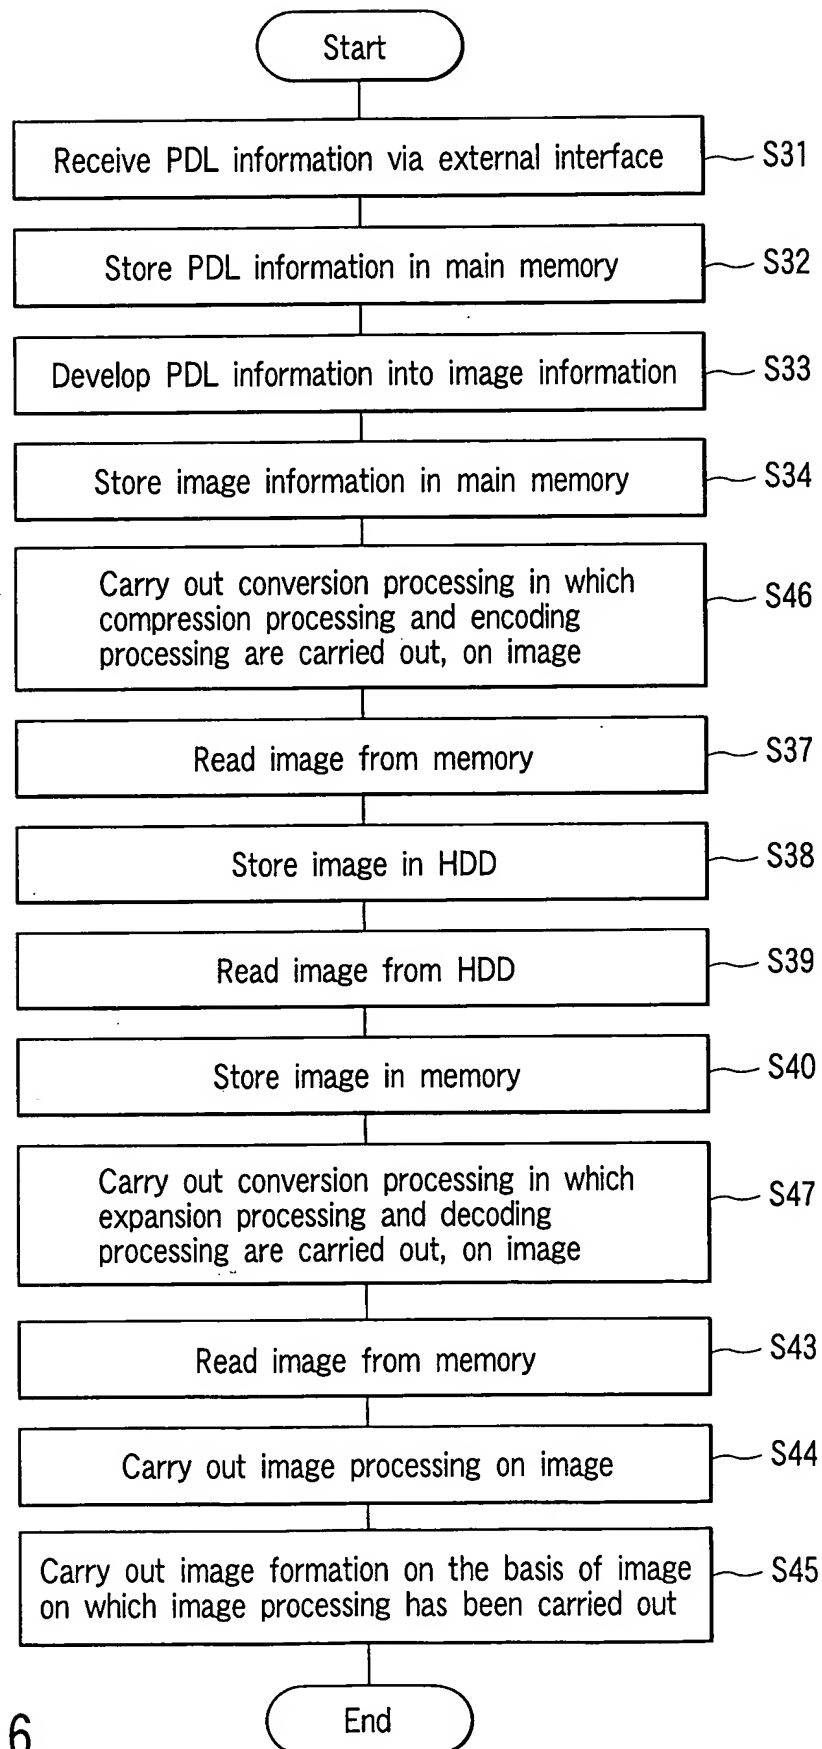 Start
Receive PDL information via external interface S31
Store PDL information in main memory S32
Develop PDL information into image information S33
Store image information in main memory S34
Carry out conversion processing in which
compression processing and encoding
processing are carried out, on image
S46
Read image from memory S37
Store image in HDD S38
Read image from HDD S39
Store image in memory S40
Carry out conversion processing in which
expansion processing and decoding
processing are carried out, on image
S47
Read image from memory S43
Carry out image processing on image S44
Carry out image formation on the basis of image
on which image processing has been carried out
S45
End
6